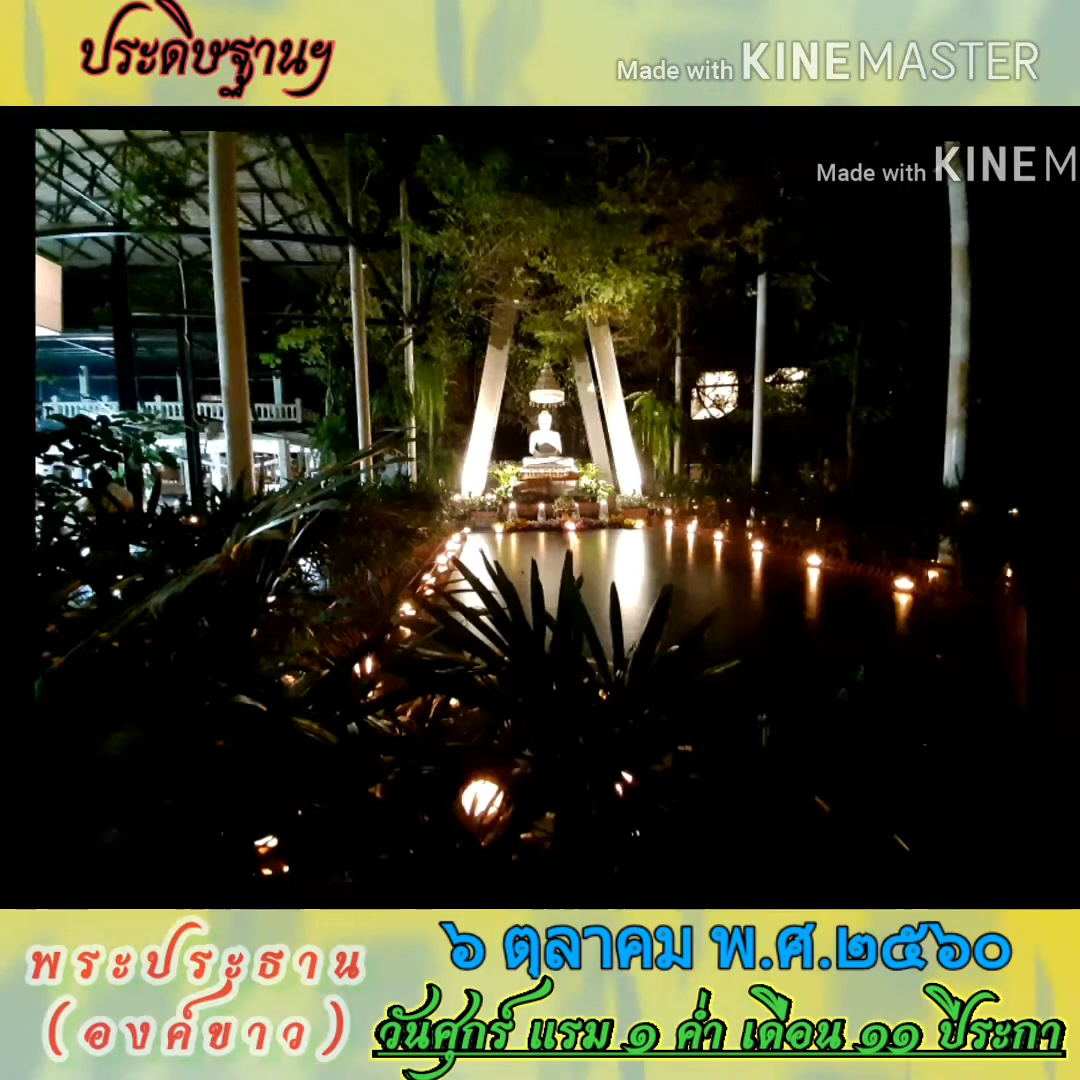 ประดิษฐานฯ
Made with KINEMASTER
Made with KINEM
พระประธาน
(องค์ขาว)
๖ ตุลาคม พ.ศ.๒๕๖๐
วันศุกร์ แรม ๑ ค่ำ เดือน ๑๑ ปีระกา